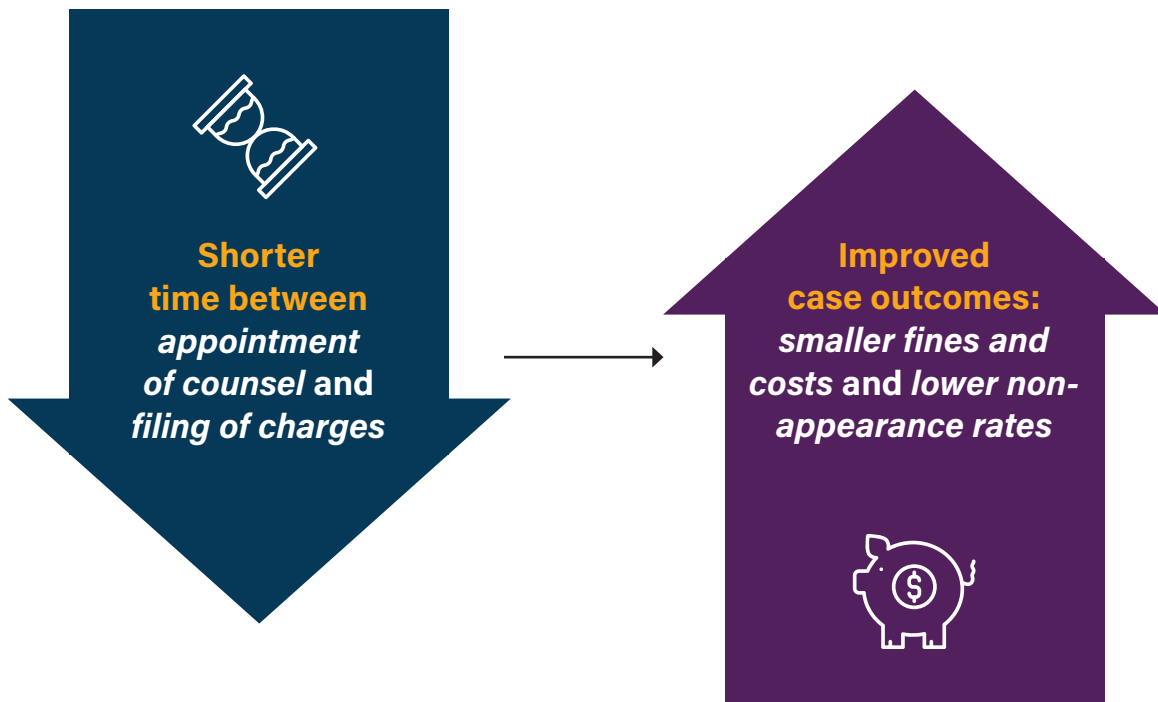 Shorter
time between
appointment
of counsel and
filing of charges
Improved
case outcomes:
smaller fines and
costs and lower non-
appearance rates
$